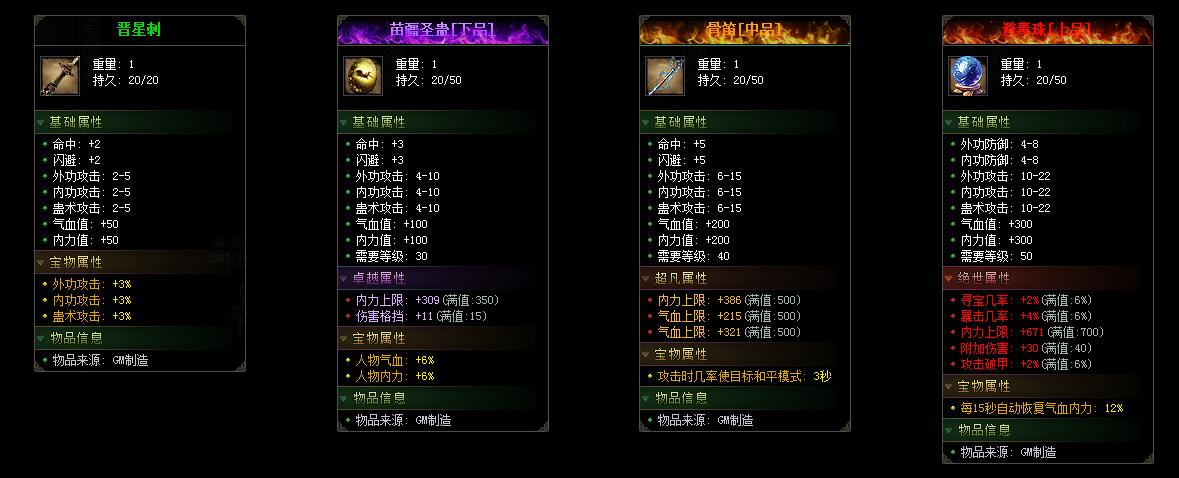 晋星刺
重量: 1
持久: 20/20
基础属性
命中: +2
闪避: +2
外功攻击: 2-5
内功攻击: 2-5
蛊术攻击: 2-5
气血值: +50
内力值: +50
宝物属性
外功攻击: +3%
内功攻击: +3%
蛊术攻击: +3%
物品信息
物品来源: GM制造
苗疆圣蛊[下品]
重量: 1
持久: 20/50
基础属性
命中: +3
闪避: +3
外功攻击: 4-10
内功攻击: 4-10
蛊术攻击: 4-10
气血值: +100
内力值: +100
需要等级: 30
卓越属性
内力上限: +309(满值:350)
伤害格挡: +11(满值:15)
宝物属性
人物气血: +6%
人物内力: +6%
物品信息
物品来源: GM制造
骨笛[中品]
重量: 1
持久: 20/50
基础属性
命中: +5
闪避: +5
外功攻击: 6-15
内功攻击: 6-15
蛊术攻击: 6-15
气血值: +200
内力值: +200
需要等级: 40
超凡属性
内力上限: +386(满值:500)
气血上限: +215(满值:500)
气血上限: +321(满值:500)
宝物属性
攻击时几率使目标和平模式: 3秒
物品信息
物品来源: GM制造
避毒珠[上品]
重量: 1
持久: 20/50
基础属性
外功防御: 4-8
内功防御: 4-8
外功攻击: 10-22
内功攻击: 10-22
蛊术攻击: 10-22
气血值: +300
内力值: +300
需要等级: 50
绝世属性
寻宝几率: +2%(满值:6%)
暴击几率: +4%(满值:6%)
内力上限: +671(满值:700)
附加伤害: +30(满值:40)
攻击破甲: +2%(满值:6%)
宝物属性
每15秒自动恢复气血内力: 12%
物品信息
物品来源: GM制造